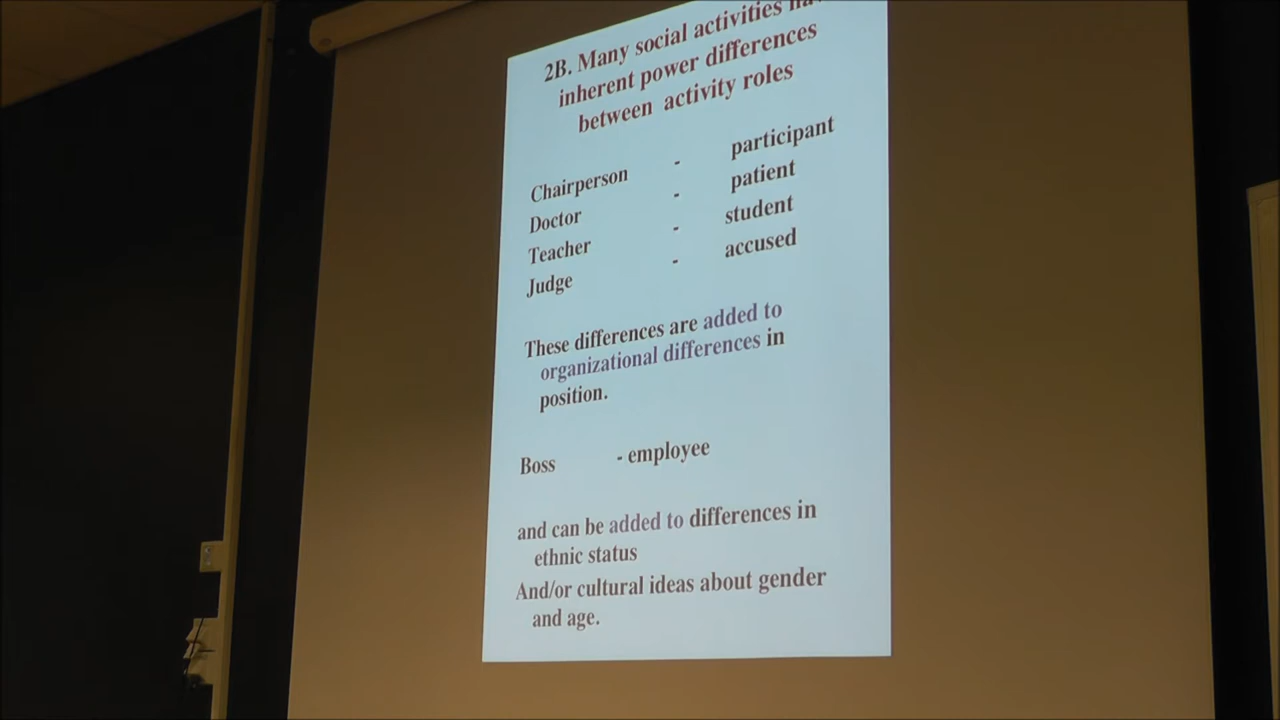 2B. Many social activities
inherent power differences
between activity roles
Chairperson - participant
Doctor - patient
Teacher - student
Judge - accused
These differences are added to
organizational differences in
position.
Boss - employee
and can be added to differences in
ethnic status
And/or cultural ideas about gender
and age.